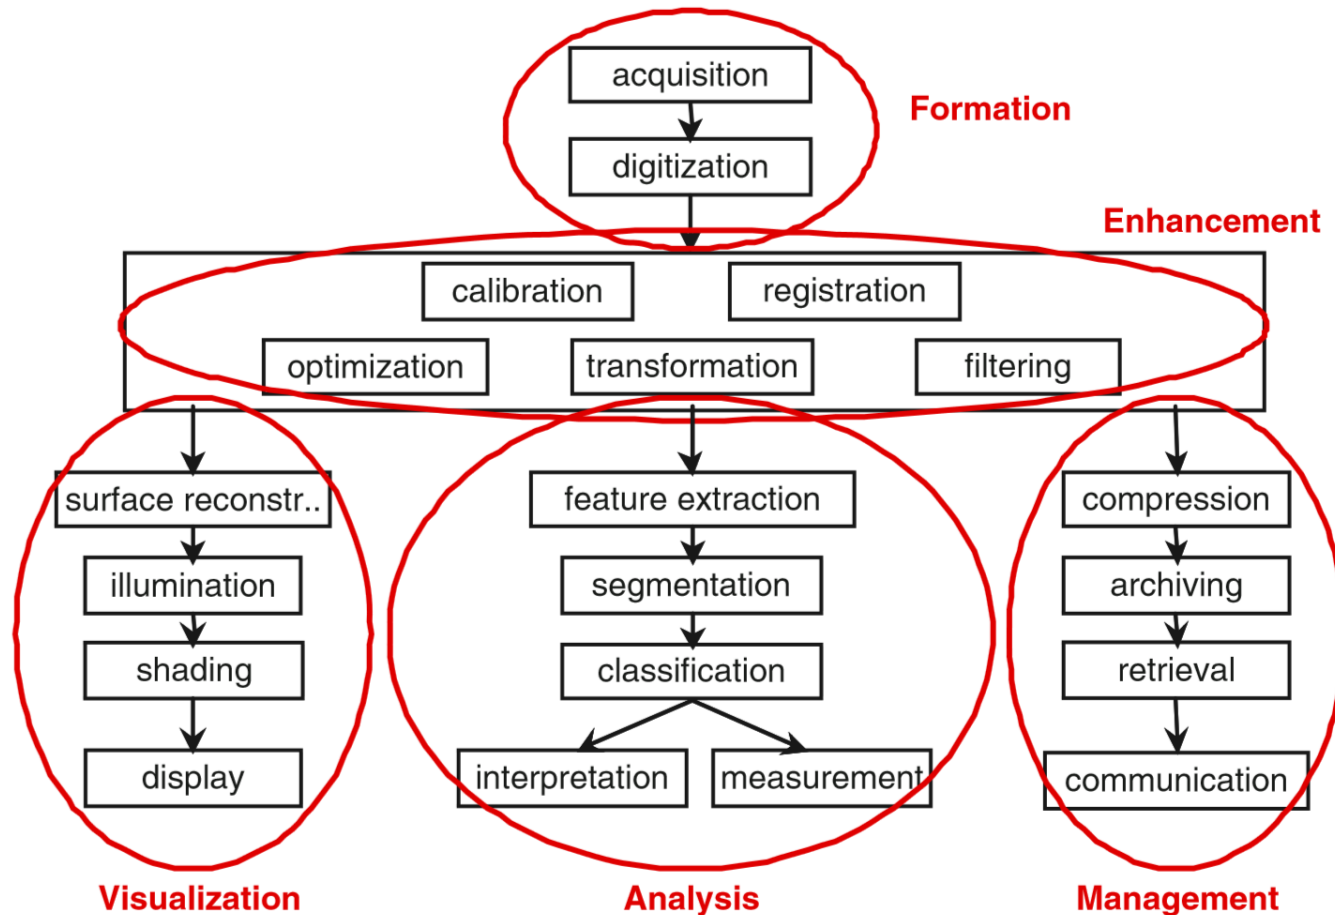 acquisition
Formation
digitization
Enhancement
calibration
registration
optimization
transformation
filtering
surface reconstr..
feature extraction
compression
illumination
segmentation
archiving
shading
classification
retrieval
display
interpretation
measurement
communication
Visualization
Analysis
Management